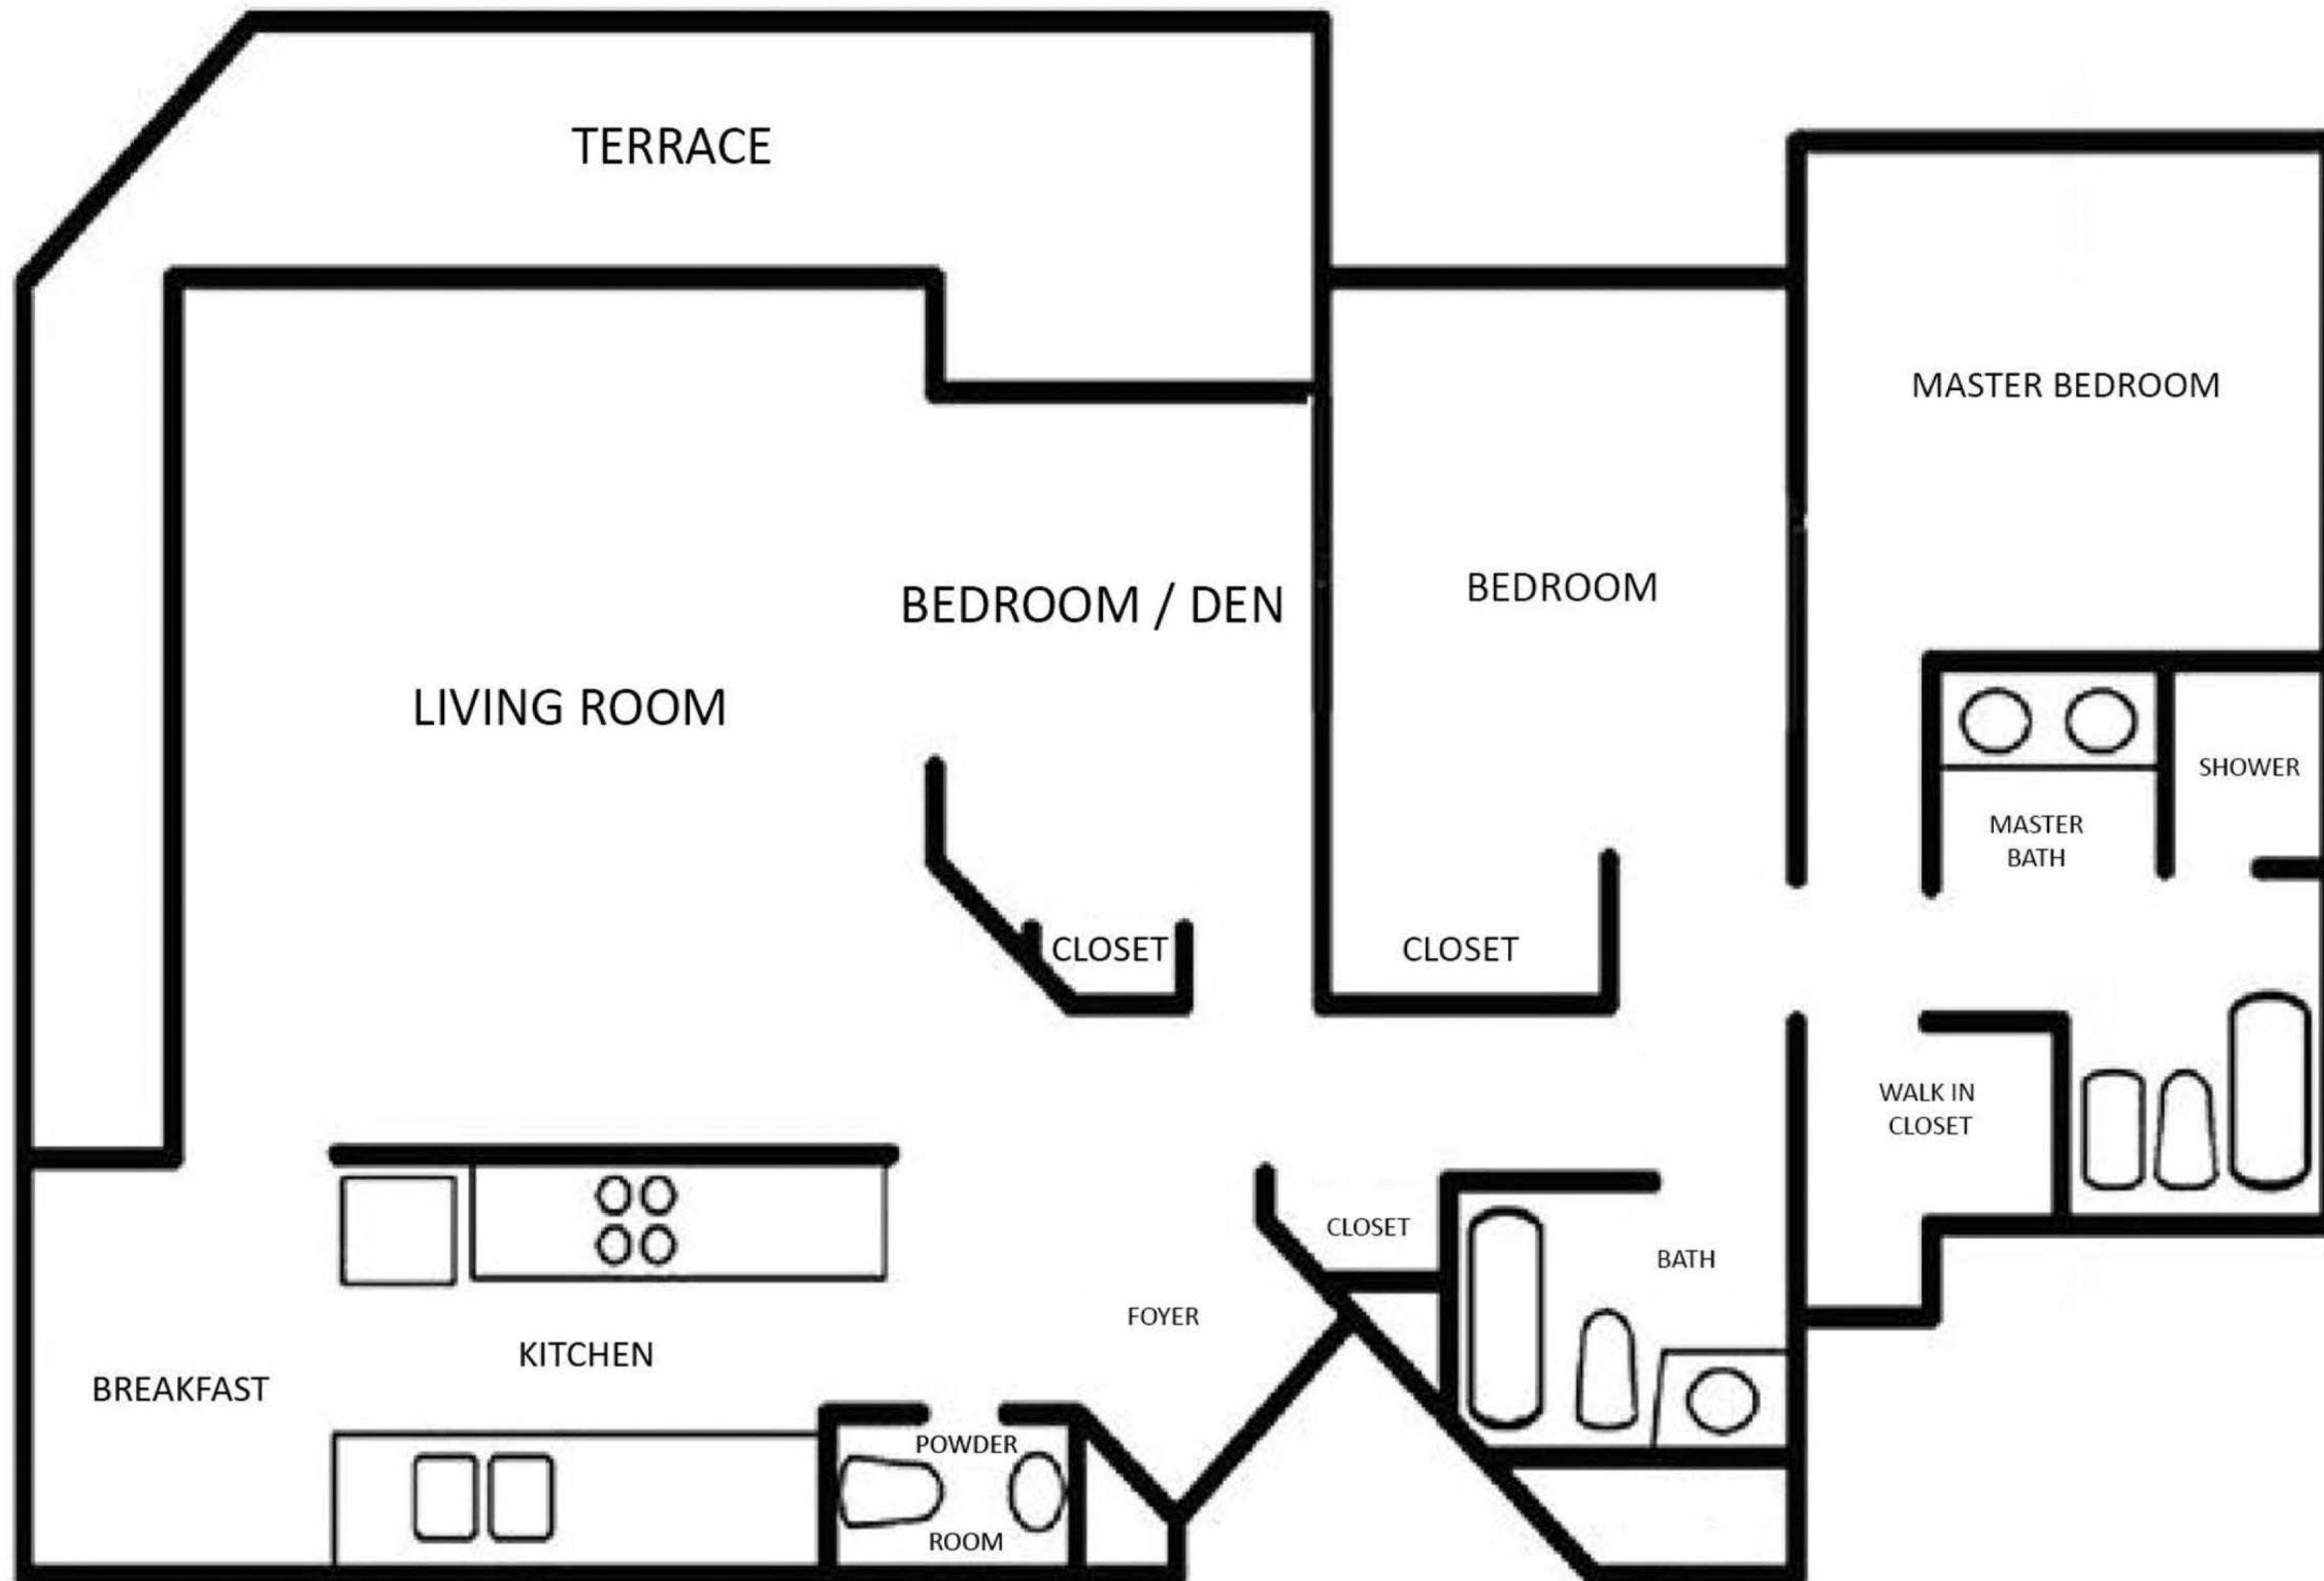 TERRACE
MASTER BEDROOM
BEDROOM / DEN
BEDROOM
LIVING ROOM
SHOWER
MASTER
BATH
CLOSET
CLOSET
WALK IN
CLOSET
CLOSET
BATH
FOYER
KITCHEN
BREAKFAST
POWDER
ROOM